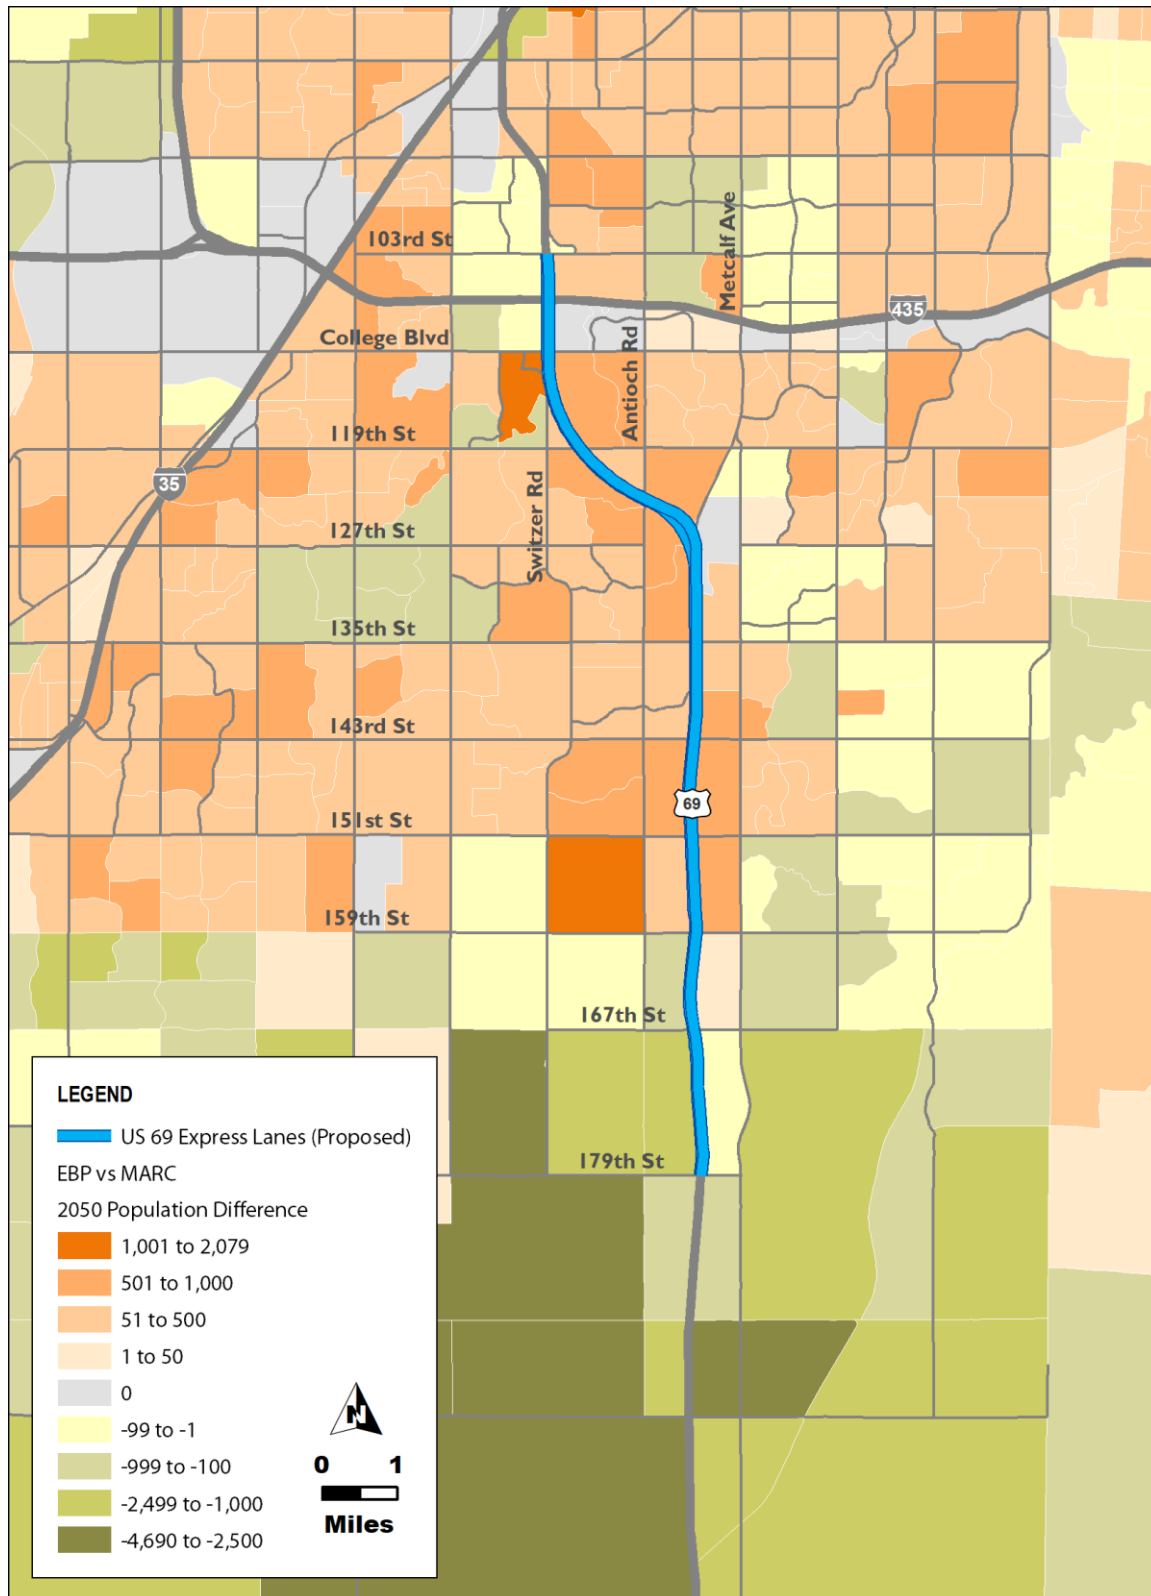 Metcalf Ave
103rd St
435
College Blvd
Antioch Rd
119th St
35
Switzer Rd
127th St
135th St
143rd St
69
151st St
159th St
167th St
179th St
LEGEND
US 69 Express Lanes (Proposed)
EBP vs MARC
2050 Population Difference
1,001 to 2,079
501 to 1,000
51 to 500
1 to 50
0
-99 to -1
-999 to -100
-2,499 to -1,000
-4,690 to -2,500
N
0 1
Miles